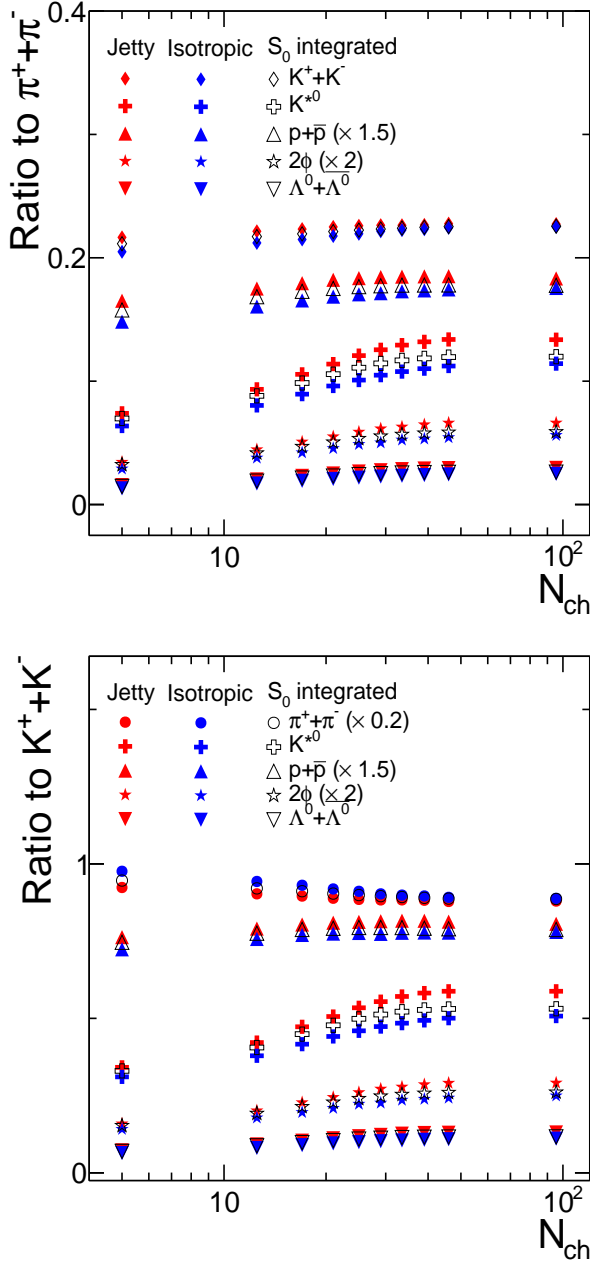 0.4
Jetty Isotropic S₀ integrated
K⁺+K⁻
K*⁰
p+p̅ (× 1.5)
2ϕ (× 2)
Λ⁰+Λ̅⁰
0.2
0
Ratio to π⁺+π⁻
10 10²
N_ch
Jetty Isotropic S₀ integrated
π⁺+π⁻ (× 0.2)
K*⁰
p+p̅ (× 1.5)
2ϕ (× 2)
Λ⁰+Λ̅⁰
1
0
Ratio to K⁺+K⁻
10 10²
N_ch